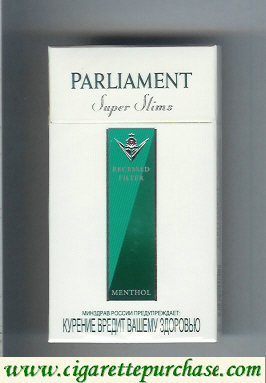 PARLIAMENT
Super Slims
RECESSED
FILTER
MENTHOL
МИНЗДРАВ РОССИИ ПРЕДУПРЕЖДАЕТ:
КУРЕНИЕ ВРЕДИТ ВАШЕМУ ЗДОРОВЬЮ
www.cigarettepurchase.com